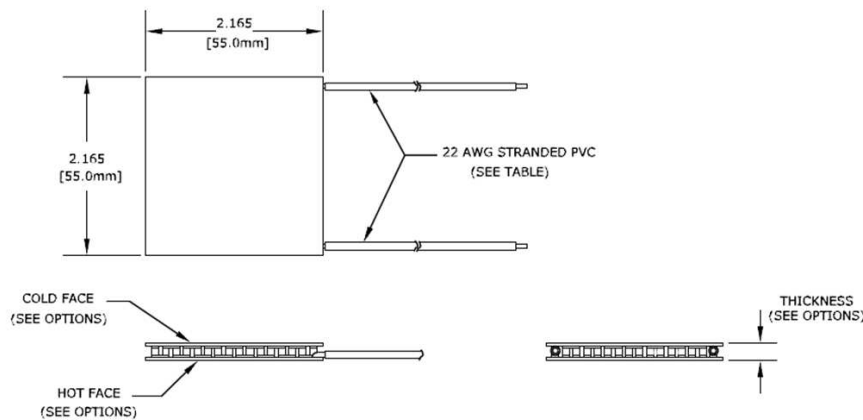 2.165
[55.0mm]
2.165
[55.0mm]
22 AWG STRANDED PVC
(SEE TABLE)
COLD FACE
(SEE OPTIONS)
THICKNESS
(SEE OPTIONS)
HOT FACE
(SEE OPTIONS)